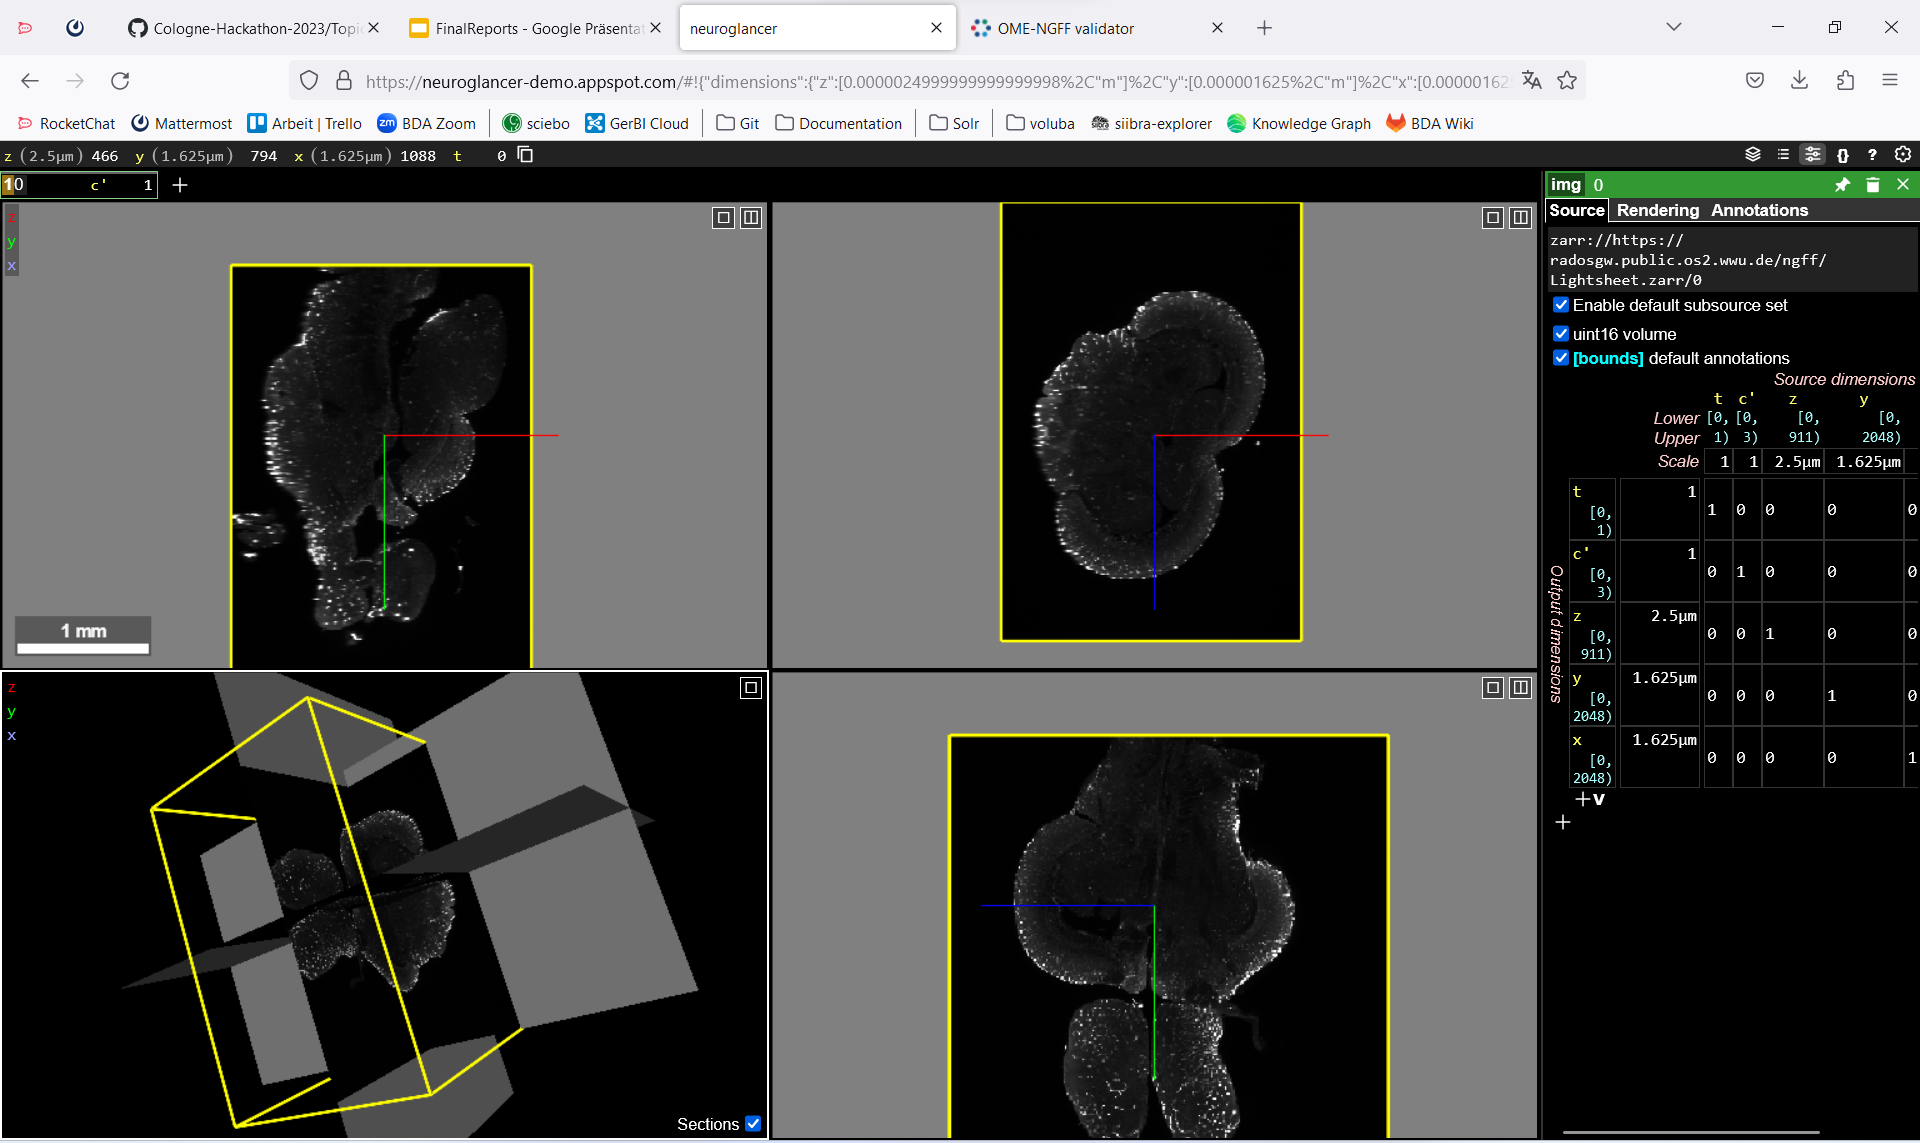 Cologne-Hackathon-2023/Topic
FinalReports - Google Präsentat
neuroglancer
OME-NGFF validator
https://neuroglancer-demo.appspot.com/#!{"dimensions":{"z":[0.0000024999999999999998%2C"m"]%2C"y":[0.000001625%2C"m"]%2C"x":[0.00000162
RocketChat Mattermost Arbeit | Trello zm BDA Zoom sciebo GerBI Cloud Git Documentation Solr voluba siibra-explorer Knowledge Graph BDA Wiki
z (2.5µm) 466 y (1.625µm) 794 x (1.625µm) 1088 t 0
10 c' 1
z
y
x
1 mm
z
y
x
Sections
img 0
Source Rendering Annotations
zarr://https://
radosgw.public.os2.wwu.de/ngff/
Lightsheet.zarr/0
Enable default subsource set
uint16 volume
[bounds] default annotations
Source dimensions
t c' z y
Lower [0, [0, [0, [0,
Upper 1) 3) 911) 2048)
Scale 1 1 2.5µm 1.625µm
Output dimensions
t 1
[0, 1 0 0 0 0
1)
c' 1
[0, 0 1 0 0 0
3)
z 2.5µm
[0, 0 0 1 0 0
911)
y 1.625µm
[0, 0 0 0 1 0
2048)
x 1.625µm
[0, 0 0 0 0 1
2048)
+v
+